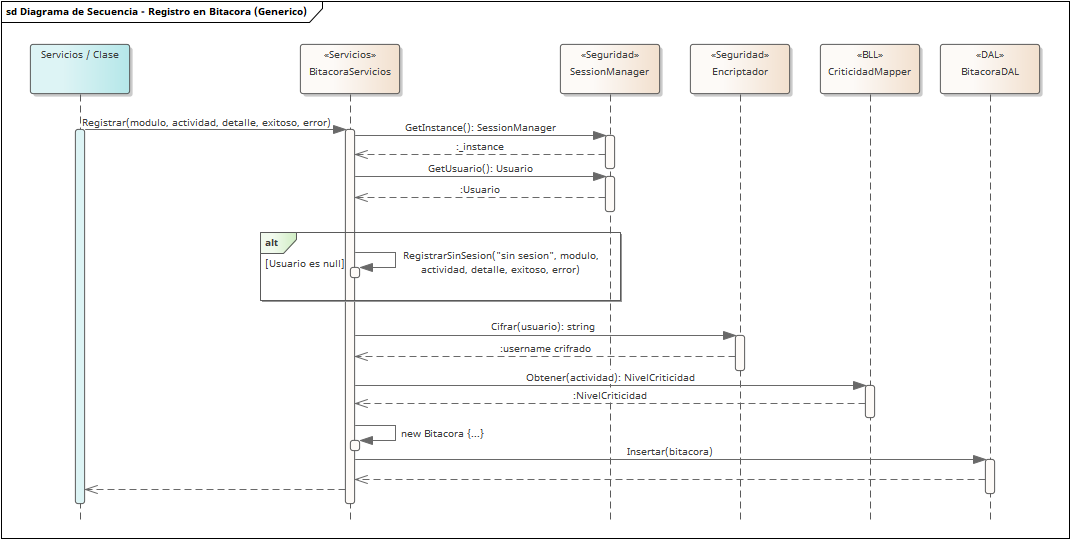 sd Diagrama de Secuencia - Registro en Bitacora (Generico)
Servicios / Clase
«Servicios»
BitacoraServicios
«Seguridad»
SessionManager
«Seguridad»
Encriptador
«BLL»
CriticidadMapper
«DAL»
BitacoraDAL
Registrar(modulo, actividad, detalle, exitoso, error)
GetInstance(): SessionManager
:_instance
GetUsuario(): Usuario
:Usuario
alt
[Usuario es null]
RegistrarSinSesion("sin sesion", modulo,
actividad, detalle, exitoso, error)
Cifrar(usuario): string
:username crifrado
Obtener(actividad): NivelCriticidad
:NivelCriticidad
new Bitacora {...}
Insertar(bitacora)